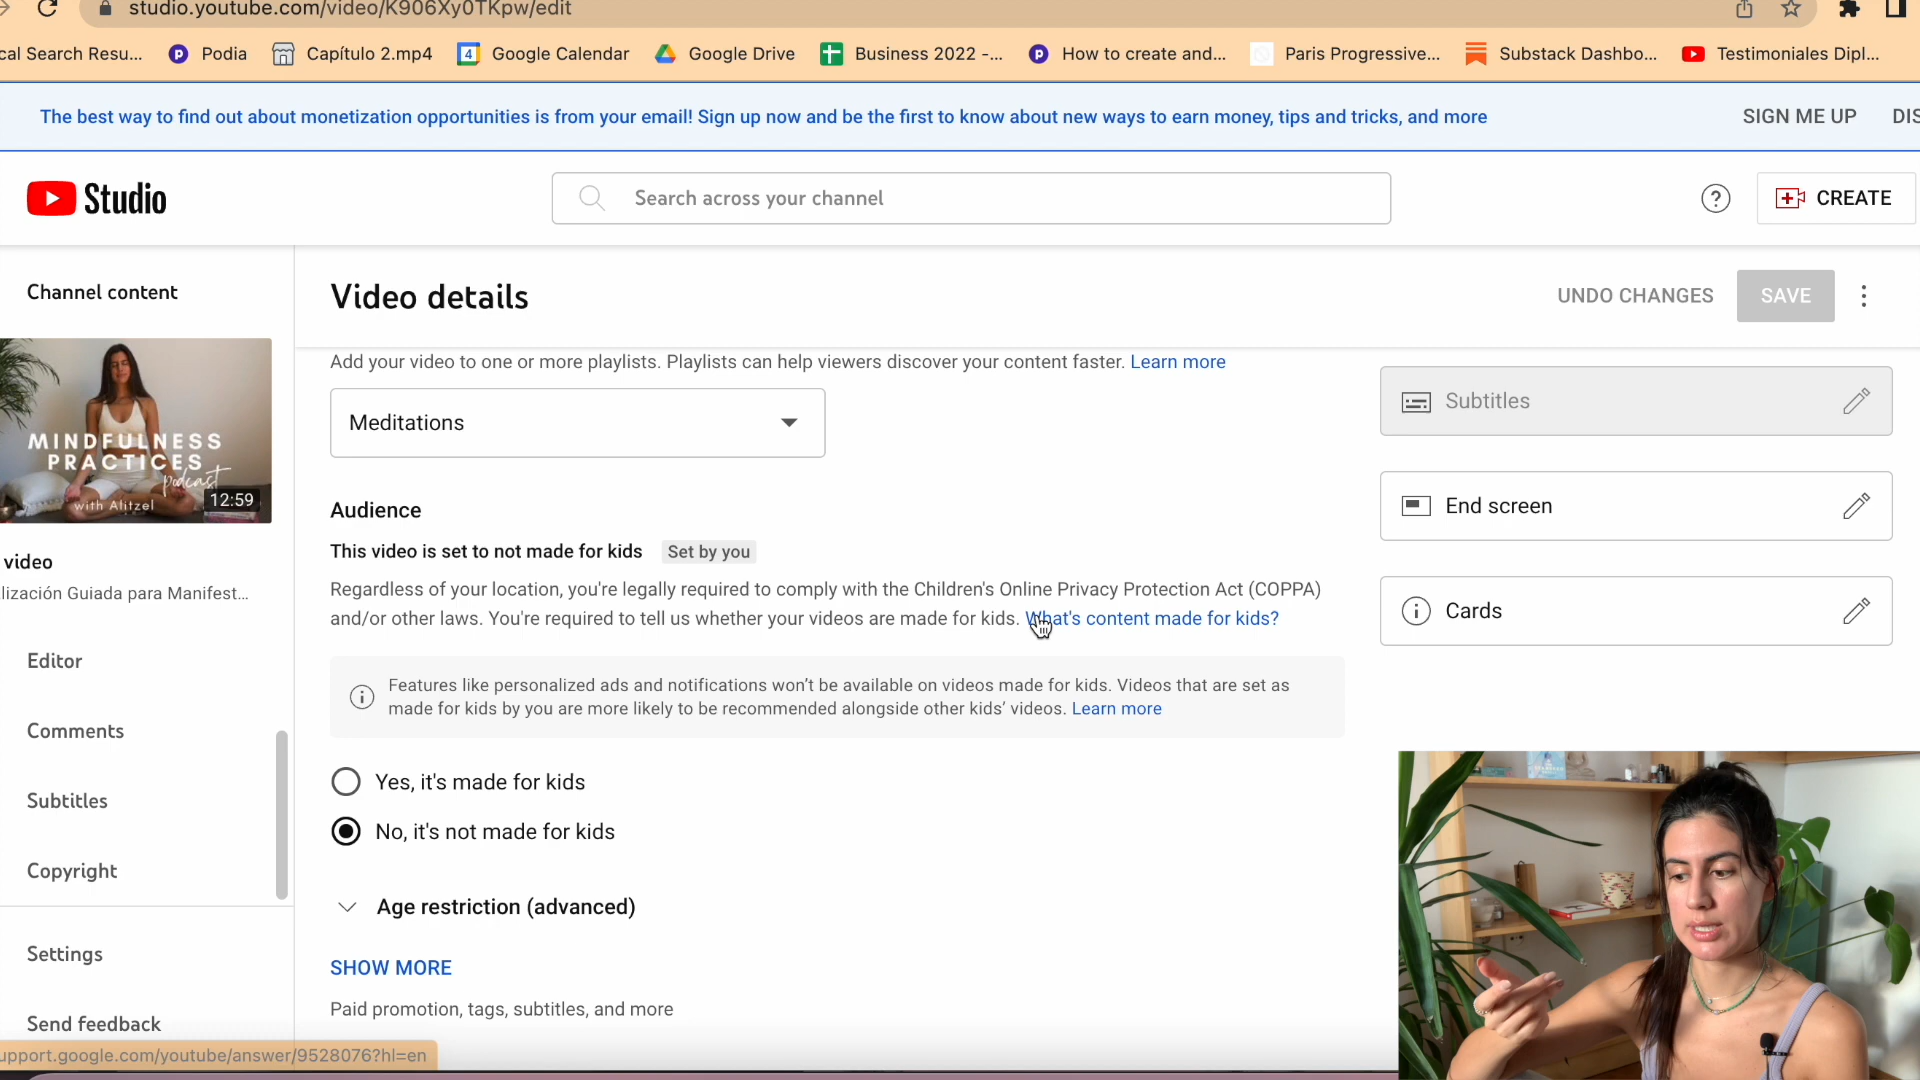 studio.youtube.com/video/K906Xy0TKpw/edit
cal Search Resu... Podia Capítulo 2.mp4 Google Calendar Google Drive Business 2022 -... How to create and... Paris Progressive... Substack Dashbo... Testimoniales Dipl...
The best way to find out about monetization opportunities is from your email! Sign up now and be the first to know about new ways to earn money, tips and tricks, and more SIGN ME UP DIS
Studio Search across your channel CREATE
Channel content
Video details UNDO CHANGES SAVE
Add your video to one or more playlists. Playlists can help viewers discover your content faster. Learn more
Subtitles
Meditations
MINDFULNESS
PRACTICES
podcast
12:59
with Alitzel
End screen
Audience
This video is set to not made for kids Set by you
video
lización Guiada para Manifest...
Regardless of your location, you're legally required to comply with the Children's Online Privacy Protection Act (COPPA)
and/or other laws. You're required to tell us whether your videos are made for kids. What's content made for kids?
Cards
Editor
Features like personalized ads and notifications won't be available on videos made for kids. Videos that are set as
made for kids by you are more likely to be recommended alongside other kids' videos. Learn more
Comments
Yes, it's made for kids
Subtitles
No, it's not made for kids
Copyright
Age restriction (advanced)
Settings
SHOW MORE
Paid promotion, tags, subtitles, and more
Send feedback
upport.google.com/youtube/answer/9528076?hl=en